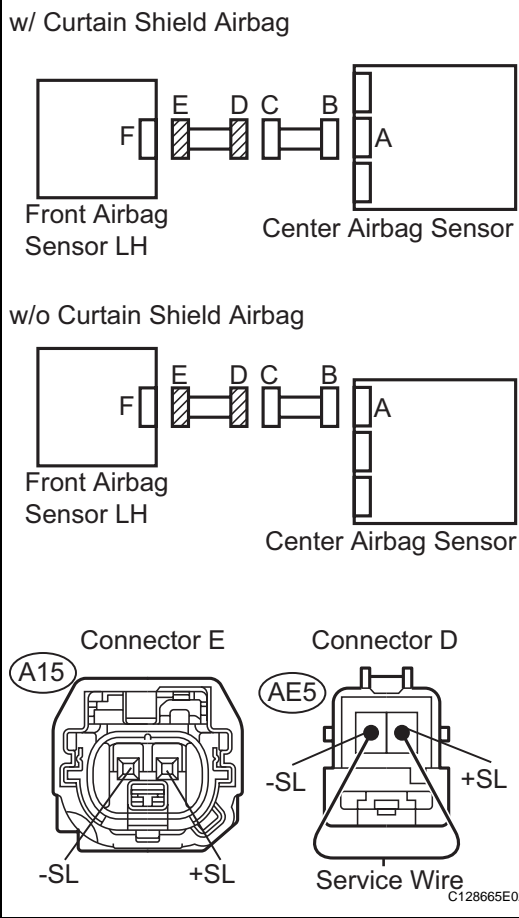 w/ Curtain Shield Airbag
E D C B
F A
Front Airbag
Sensor LH
Center Airbag Sensor
w/o Curtain Shield Airbag
E D C B
F A
Front Airbag
Sensor LH
Center Airbag Sensor
Connector E Connector D
A15
AE5
-SL +SL
-SL +SL
Service Wire
C128665E0